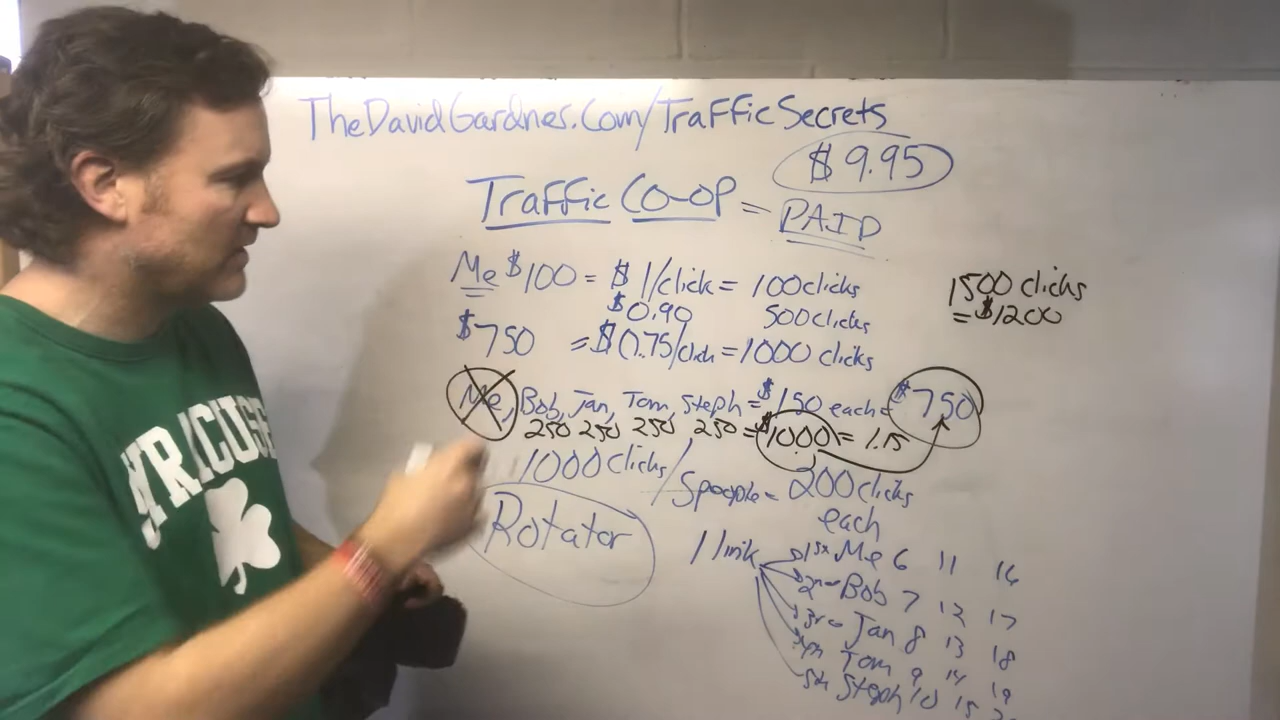 TheDavidGardner.Com/TrafficSecrets
$9.95
Traffic Co-op = PAID
Me $100 = $1/click = 100 clicks
$0.90 500 clicks
$750 = $0.75/click = 1000 clicks
1500 clicks
= $1200
Me, Bob, Jan, Tom, Steph = $150 each = $750
250 250 250 250 = $1000 = 1.15
1000 clicks/5 people = 200 clicks
each
Rotator
1 link
1st Me 6 11 16
2nd Bob 7 12 17
3rd Jan 8 13 18
4th Tom 9 14 19
5th Steph 10 15
SYRACUSE